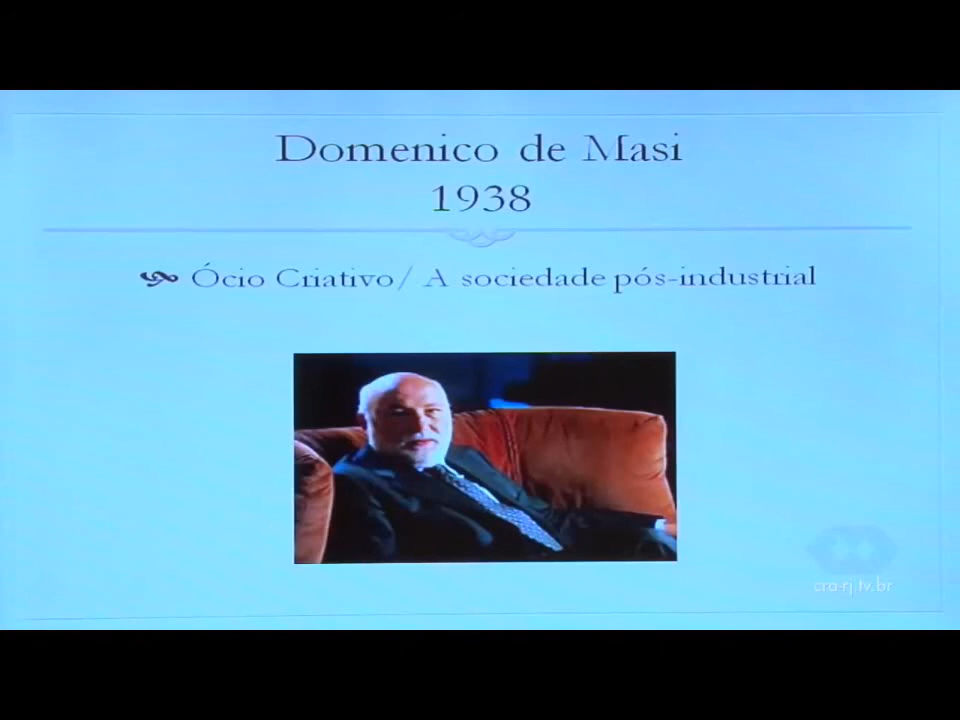 Domenico de Masi
1938
Ócio Criativo/ A sociedade pós-industrial
cra-rj.tv.br